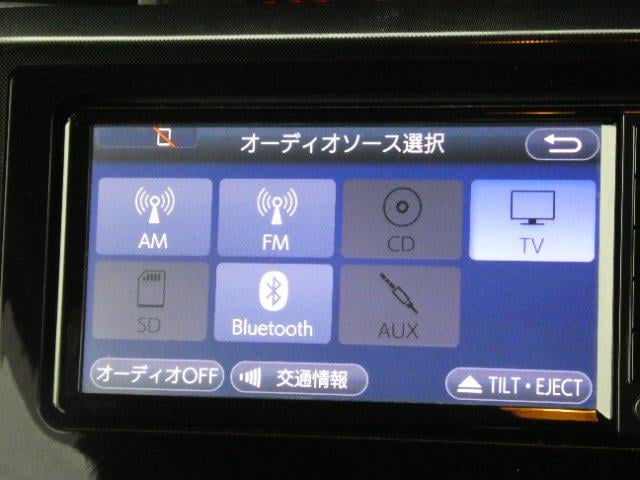 オーディオソース選択
AM FM CD TV
SD Bluetooth AUX
オーディオOFF 交通情報 TILT・EJECT